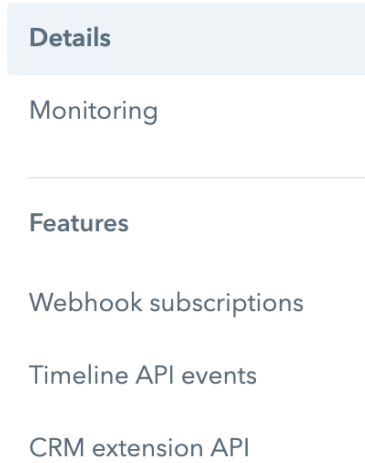 Details
Monitoring
Features
Webhook subscriptions
Timeline API events
CRM extension API